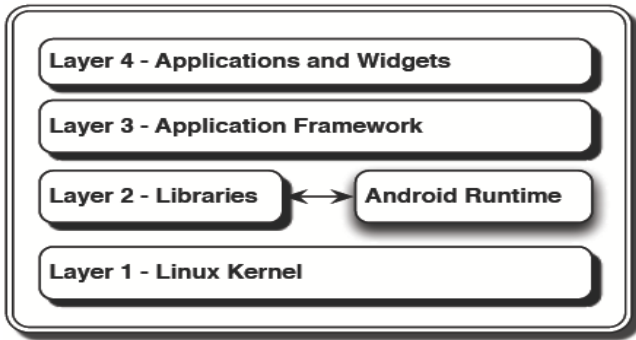 Layer 4 - Applications and Widgets
Layer 3 - Application Framework
Layer 2 - Libraries
Android Runtime
Layer 1 - Linux Kernel